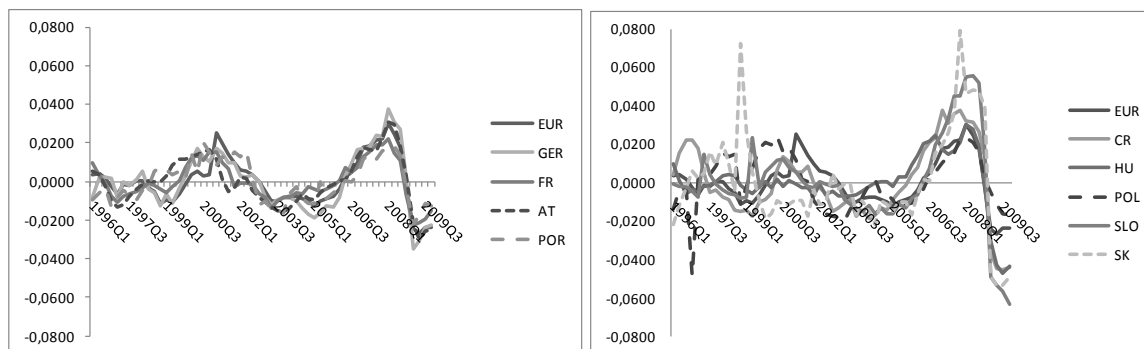 0,0800
0,0600
0,0400
0,0200
0,0000
-0,0200
-0,0400
-0,0600
-0,0800
1996Q1
1997Q3
1999Q1
2000Q3
2002Q1
2003Q3
2005Q1
2006Q3
2008Q1
2009Q3
EUR
GER
FR
AT
POR
0,0800
0,0600
0,0400
0,0200
0,0000
-0,0200
-0,0400
-0,0600
-0,0800
1996Q1
1997Q3
1999Q1
2000Q3
2002Q1
2003Q3
2005Q1
2006Q3
2008Q1
2009Q3
EUR
CR
HU
POL
SLO
SK